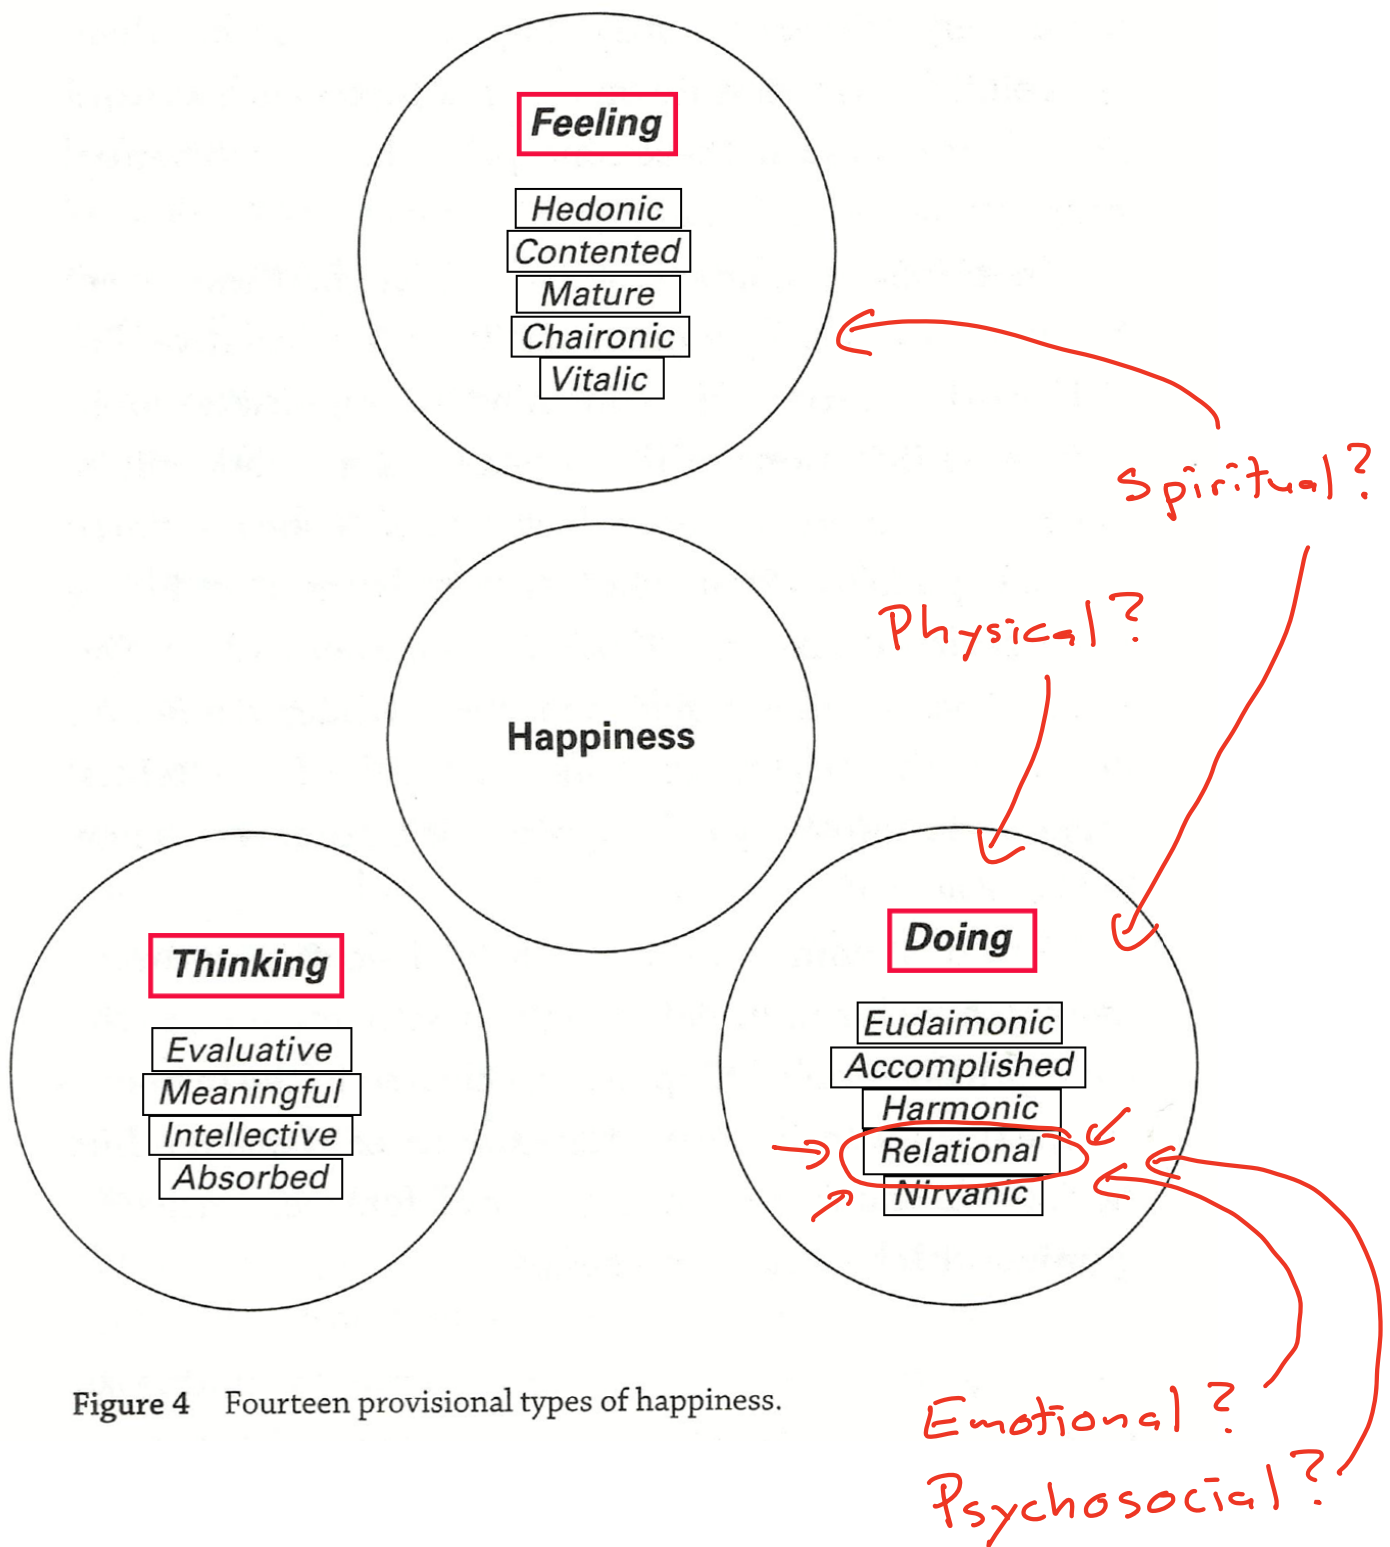 Feeling
Hedonic
Contented
Mature
Chaironic
Vitalic
Spiritual?
Physical?
Happiness
Thinking
Evaluative
Meaningful
Intellective
Absorbed
Doing
Eudaimonic
Accomplished
Harmonic
Relational
Nirvanic
Figure 4 Fourteen provisional types of happiness.
Emotional?
Psychosocial?